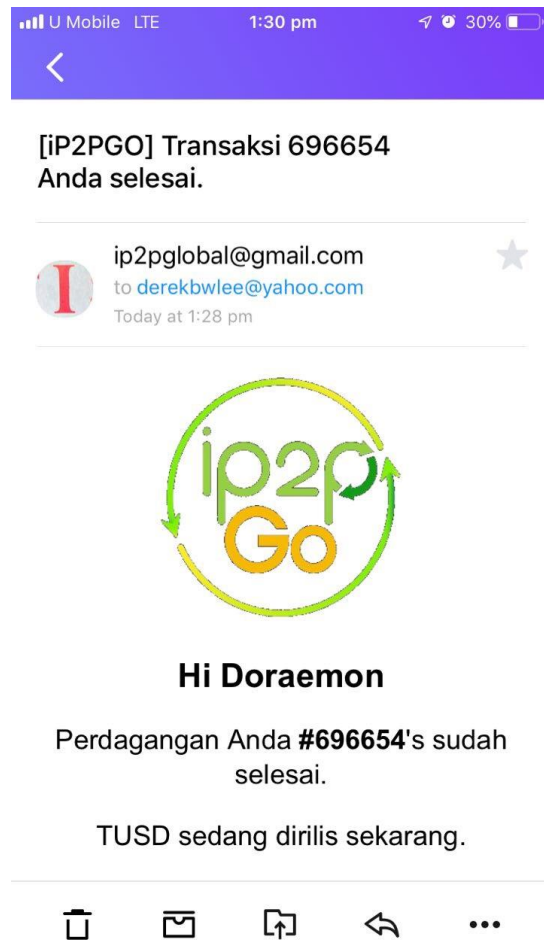 U Mobile LTE 1:30 pm 30%
[iP2PGO] Transaksi 696654
Anda selesai.
I
ip2pglobal@gmail.com
to derekbwlee@yahoo.com
Today at 1:28 pm
ip2p
Go
Hi Doraemon
Perdagangan Anda #696654's sudah
selesai.
TUSD sedang dirilis sekarang.